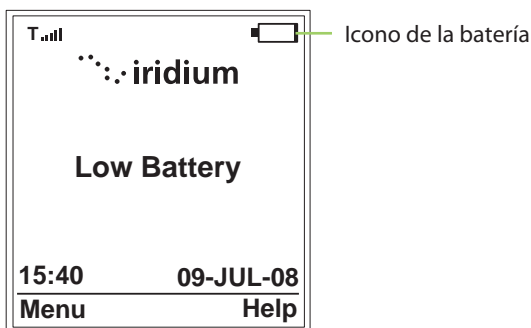 T
Icono de la batería
iridium
Low Battery
15:40 09-JUL-08
Menu Help